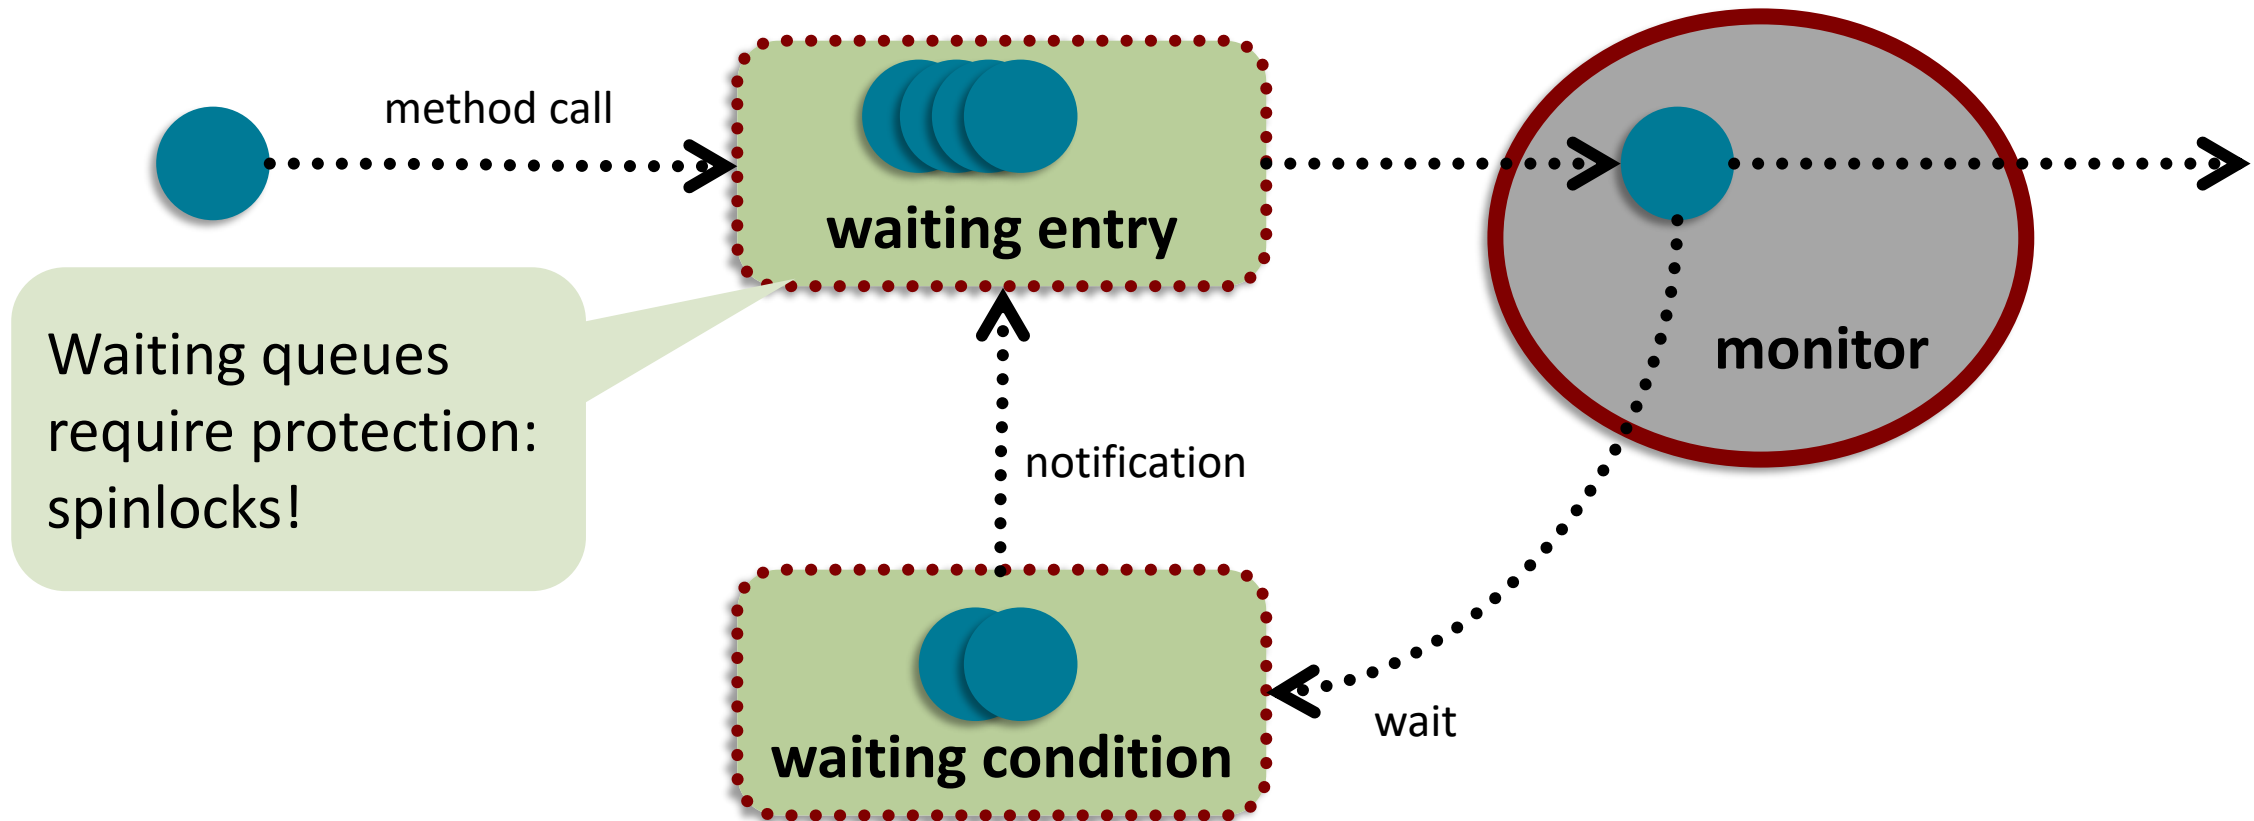 method call
waiting entry
Waiting queues
require protection:
spinlocks!
monitor
notification
wait
waiting condition